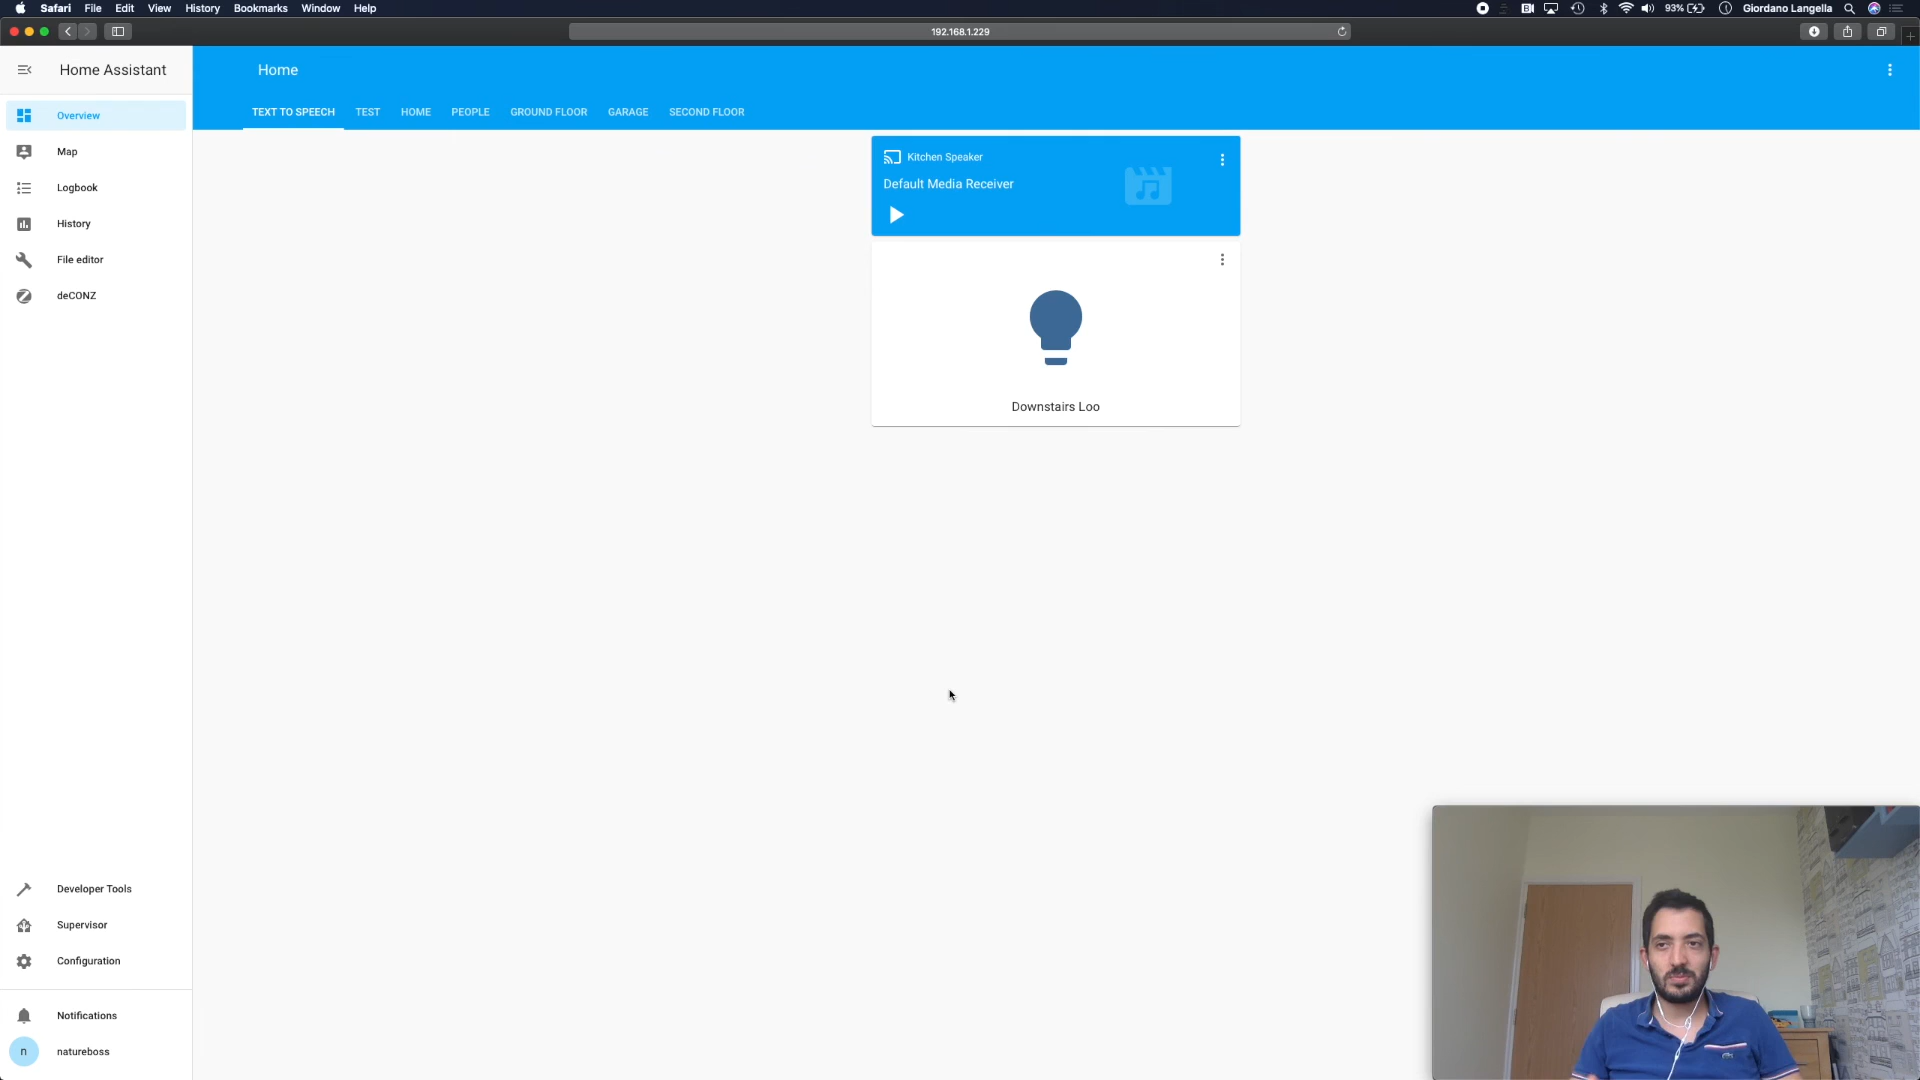 Safari File Edit View History Bookmarks Window Help
93%
Giordano Langella
192.168.1.229
Home Assistant
Home
TEXT TO SPEECH TEST HOME PEOPLE GROUND FLOOR GARAGE SECOND FLOOR
Overview
Map
Logbook
History
File editor
deCONZ
Kitchen Speaker
Default Media Receiver
Downstairs Loo
Developer Tools
Supervisor
Configuration
Notifications
n natureboss